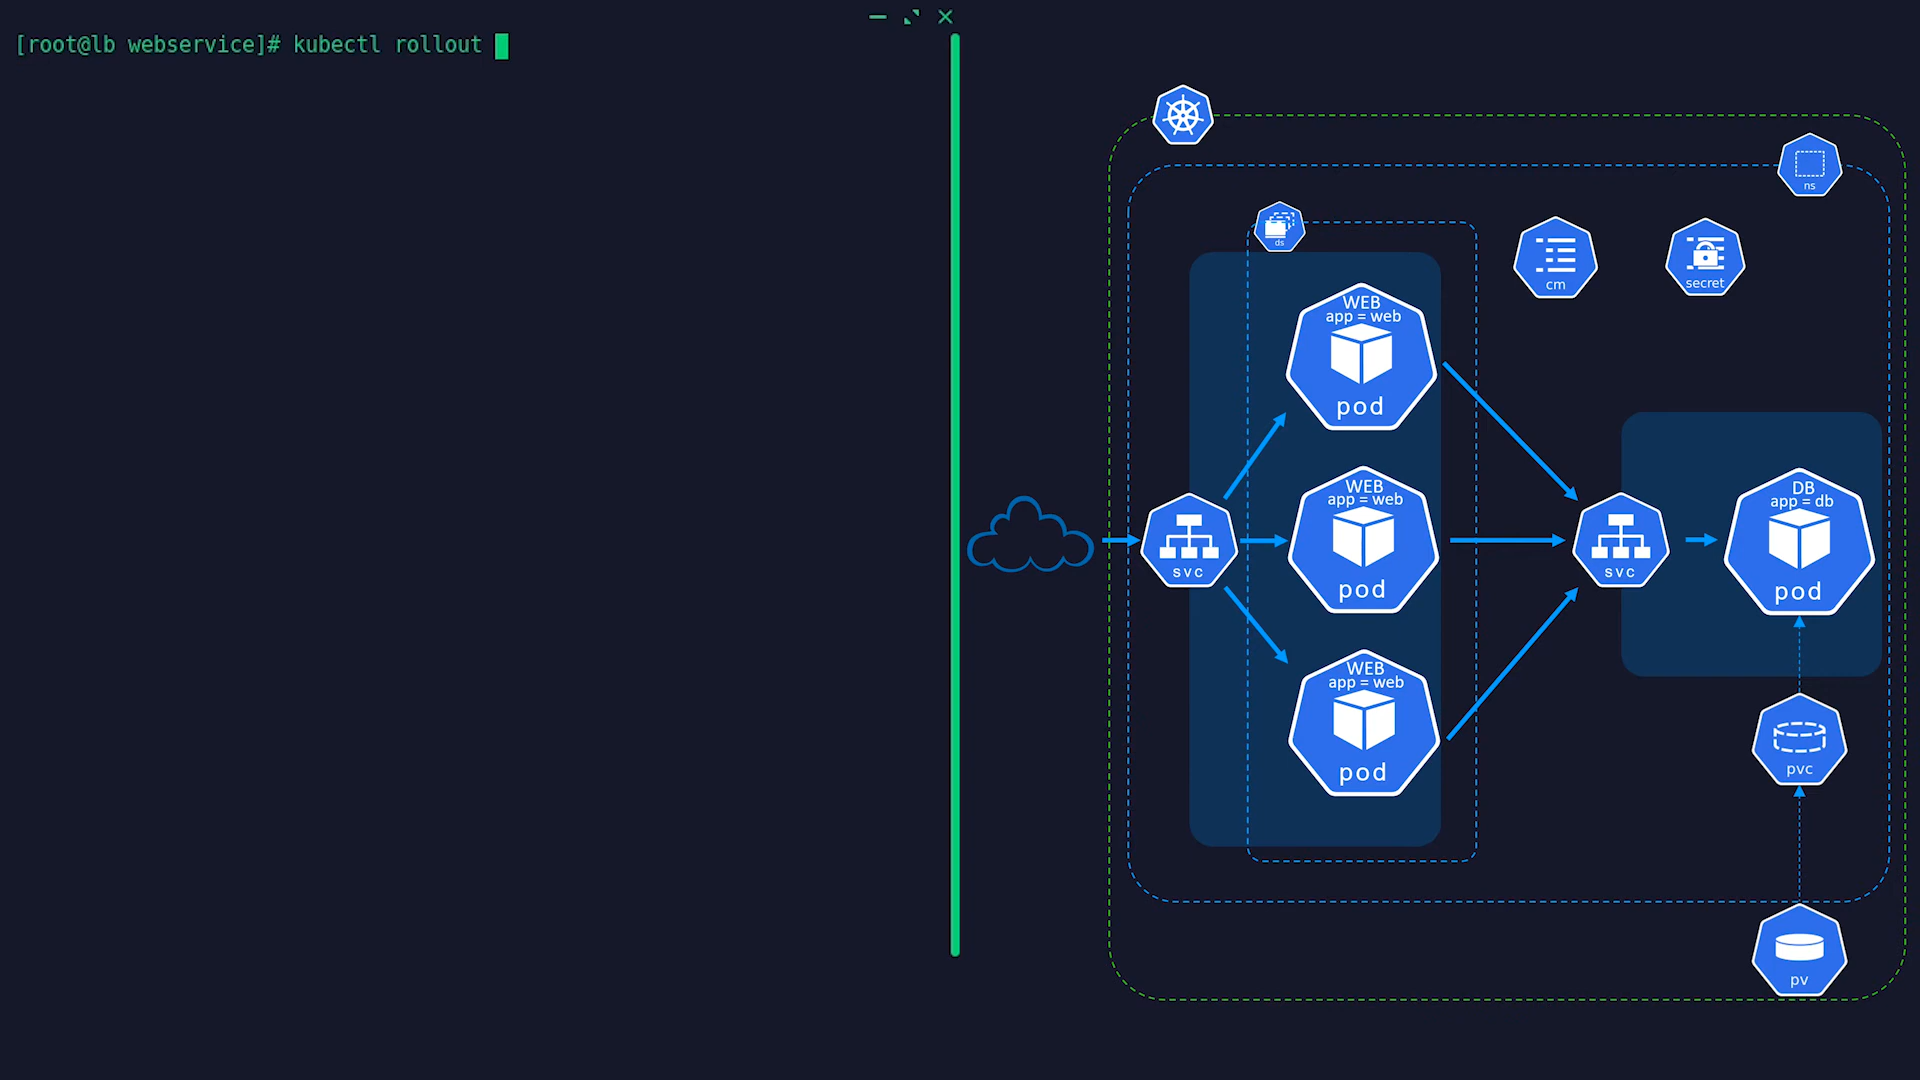 [root@lb webservice]# kubectl rollout
ns
ds
cm
secret
WEB
app = web
pod
WEB
app = web
pod
WEB
app = web
pod
svc
svc
DB
app = db
pod
pvc
pv